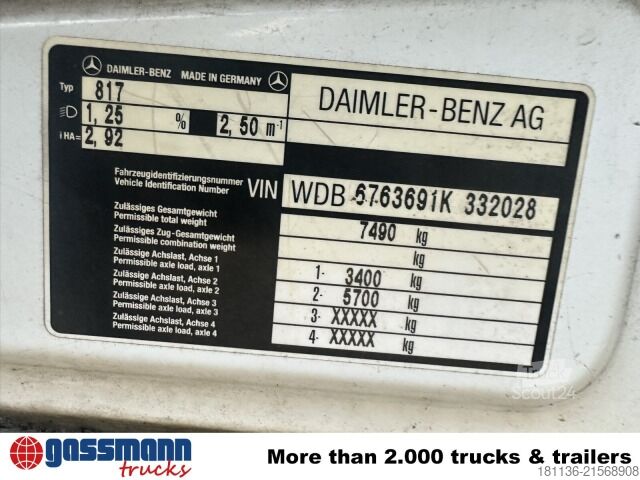 DAIMLER-BENZ MADE IN GERMANY
Typ 817
1,25 % 2,50 m-1
iHA= 2,92
DAIMLER-BENZ AG
Fahrzeugidentifizierungsnummer
Vehicle Identification Number VIN WDB 6763691K 332028
Zulässiges Gesamtgewicht
Permissible total weight 7490 kg
Zulässiges Zug-Gesamtgewicht
Permissible combination weight kg
Zulässige Achslast, Achse 1
Permissible axle load, axle 1 1- 3400 kg
Zulässige Achslast, Achse 2
Permissible axle load, axle 2 2- 5700 kg
Zulässige Achslast, Achse 3
Permissible axle load, axle 3 3- XXXXX kg
Zulässige Achslast, Achse 4
Permissible axle load, axle 4 4- XXXXX kg
Truck
Scout24
gassmann
trucks
More than 2.000 trucks & trailers
181136-21568908